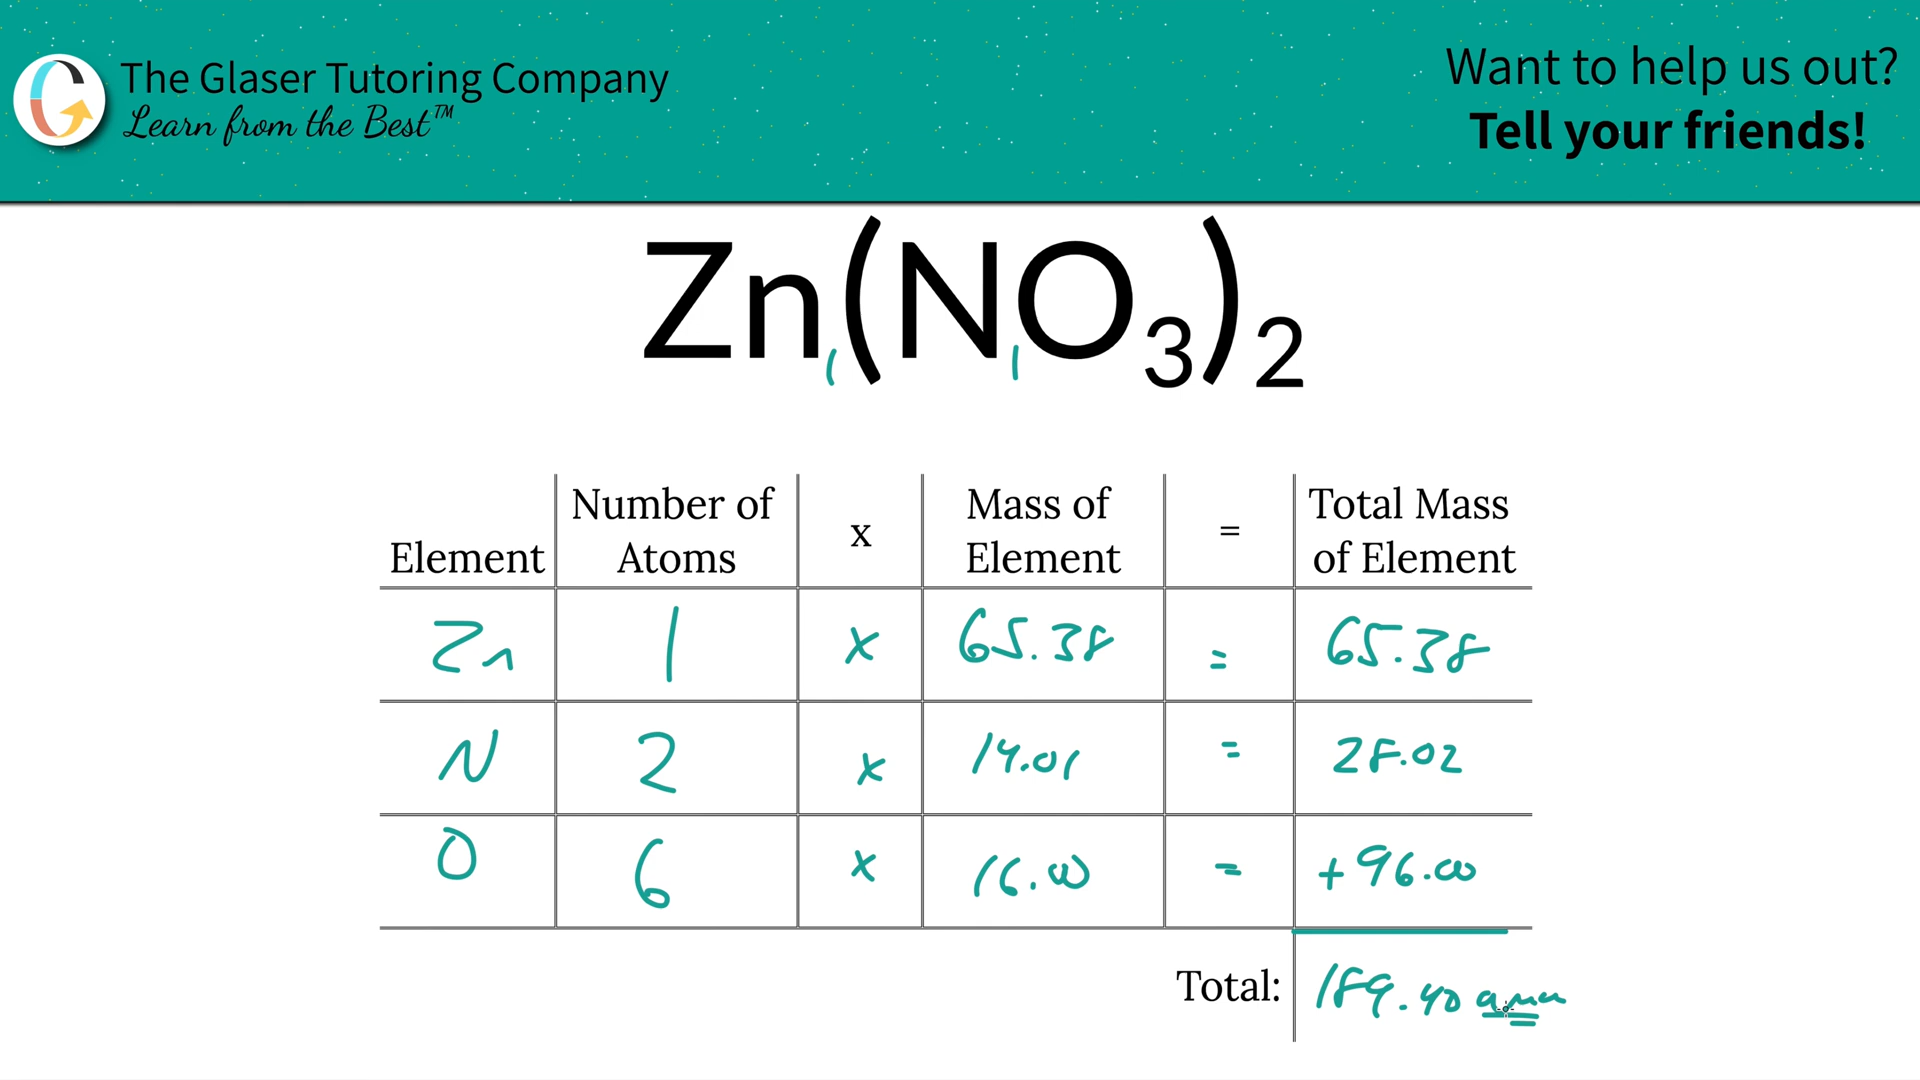 The Glaser Tutoring Company
Learn from the Best™
Want to help us out?
Tell your friends!
Zn₁(N₁O₃)₂
Element Number of Atoms x Mass of Element = Total Mass of Element
Zn 1 x 65.38 = 65.38
N 2 x 14.01 = 28.02
O 6 x 16.00 = +96.00
Total: 189.40 amu